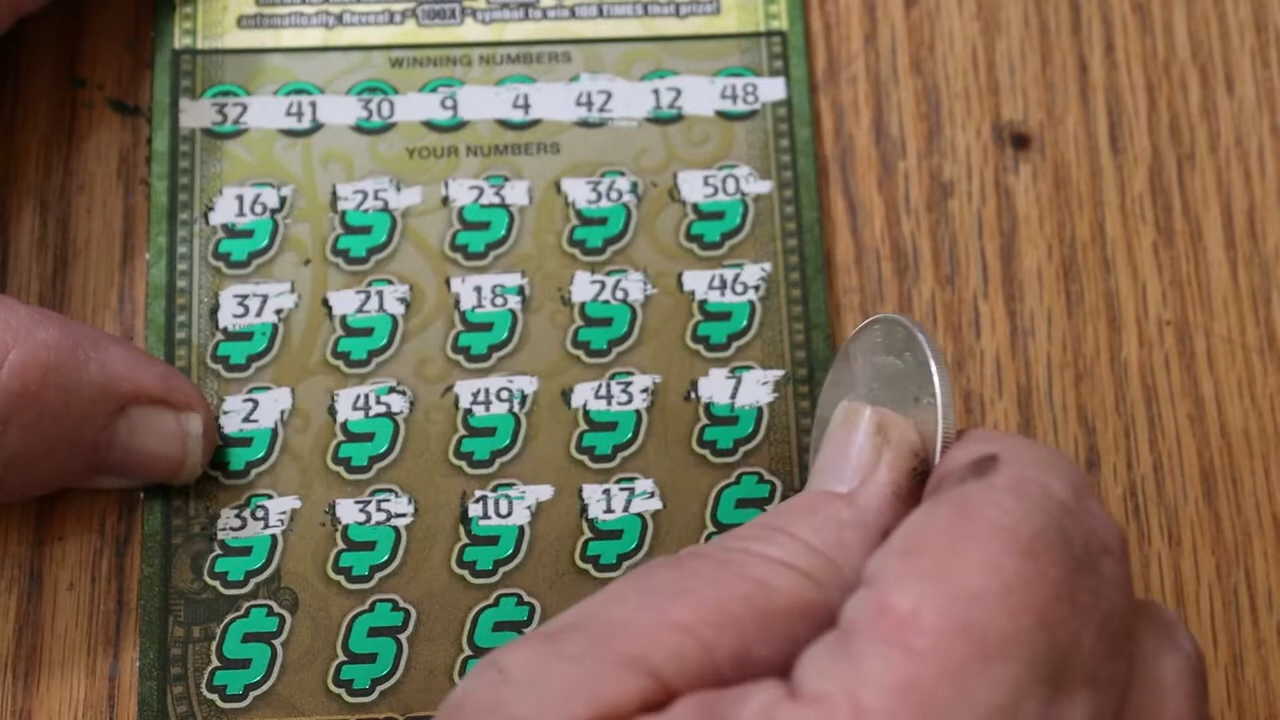 automatically. Reveal a "100X" symbol to win 100 TIMES that prize!
WINNING NUMBERS
32 41 30 9 4 42 12 48
YOUR NUMBERS
16 25 23 36 50
37 21 18 26 46
2 45 49 43 7
39 35 10 17